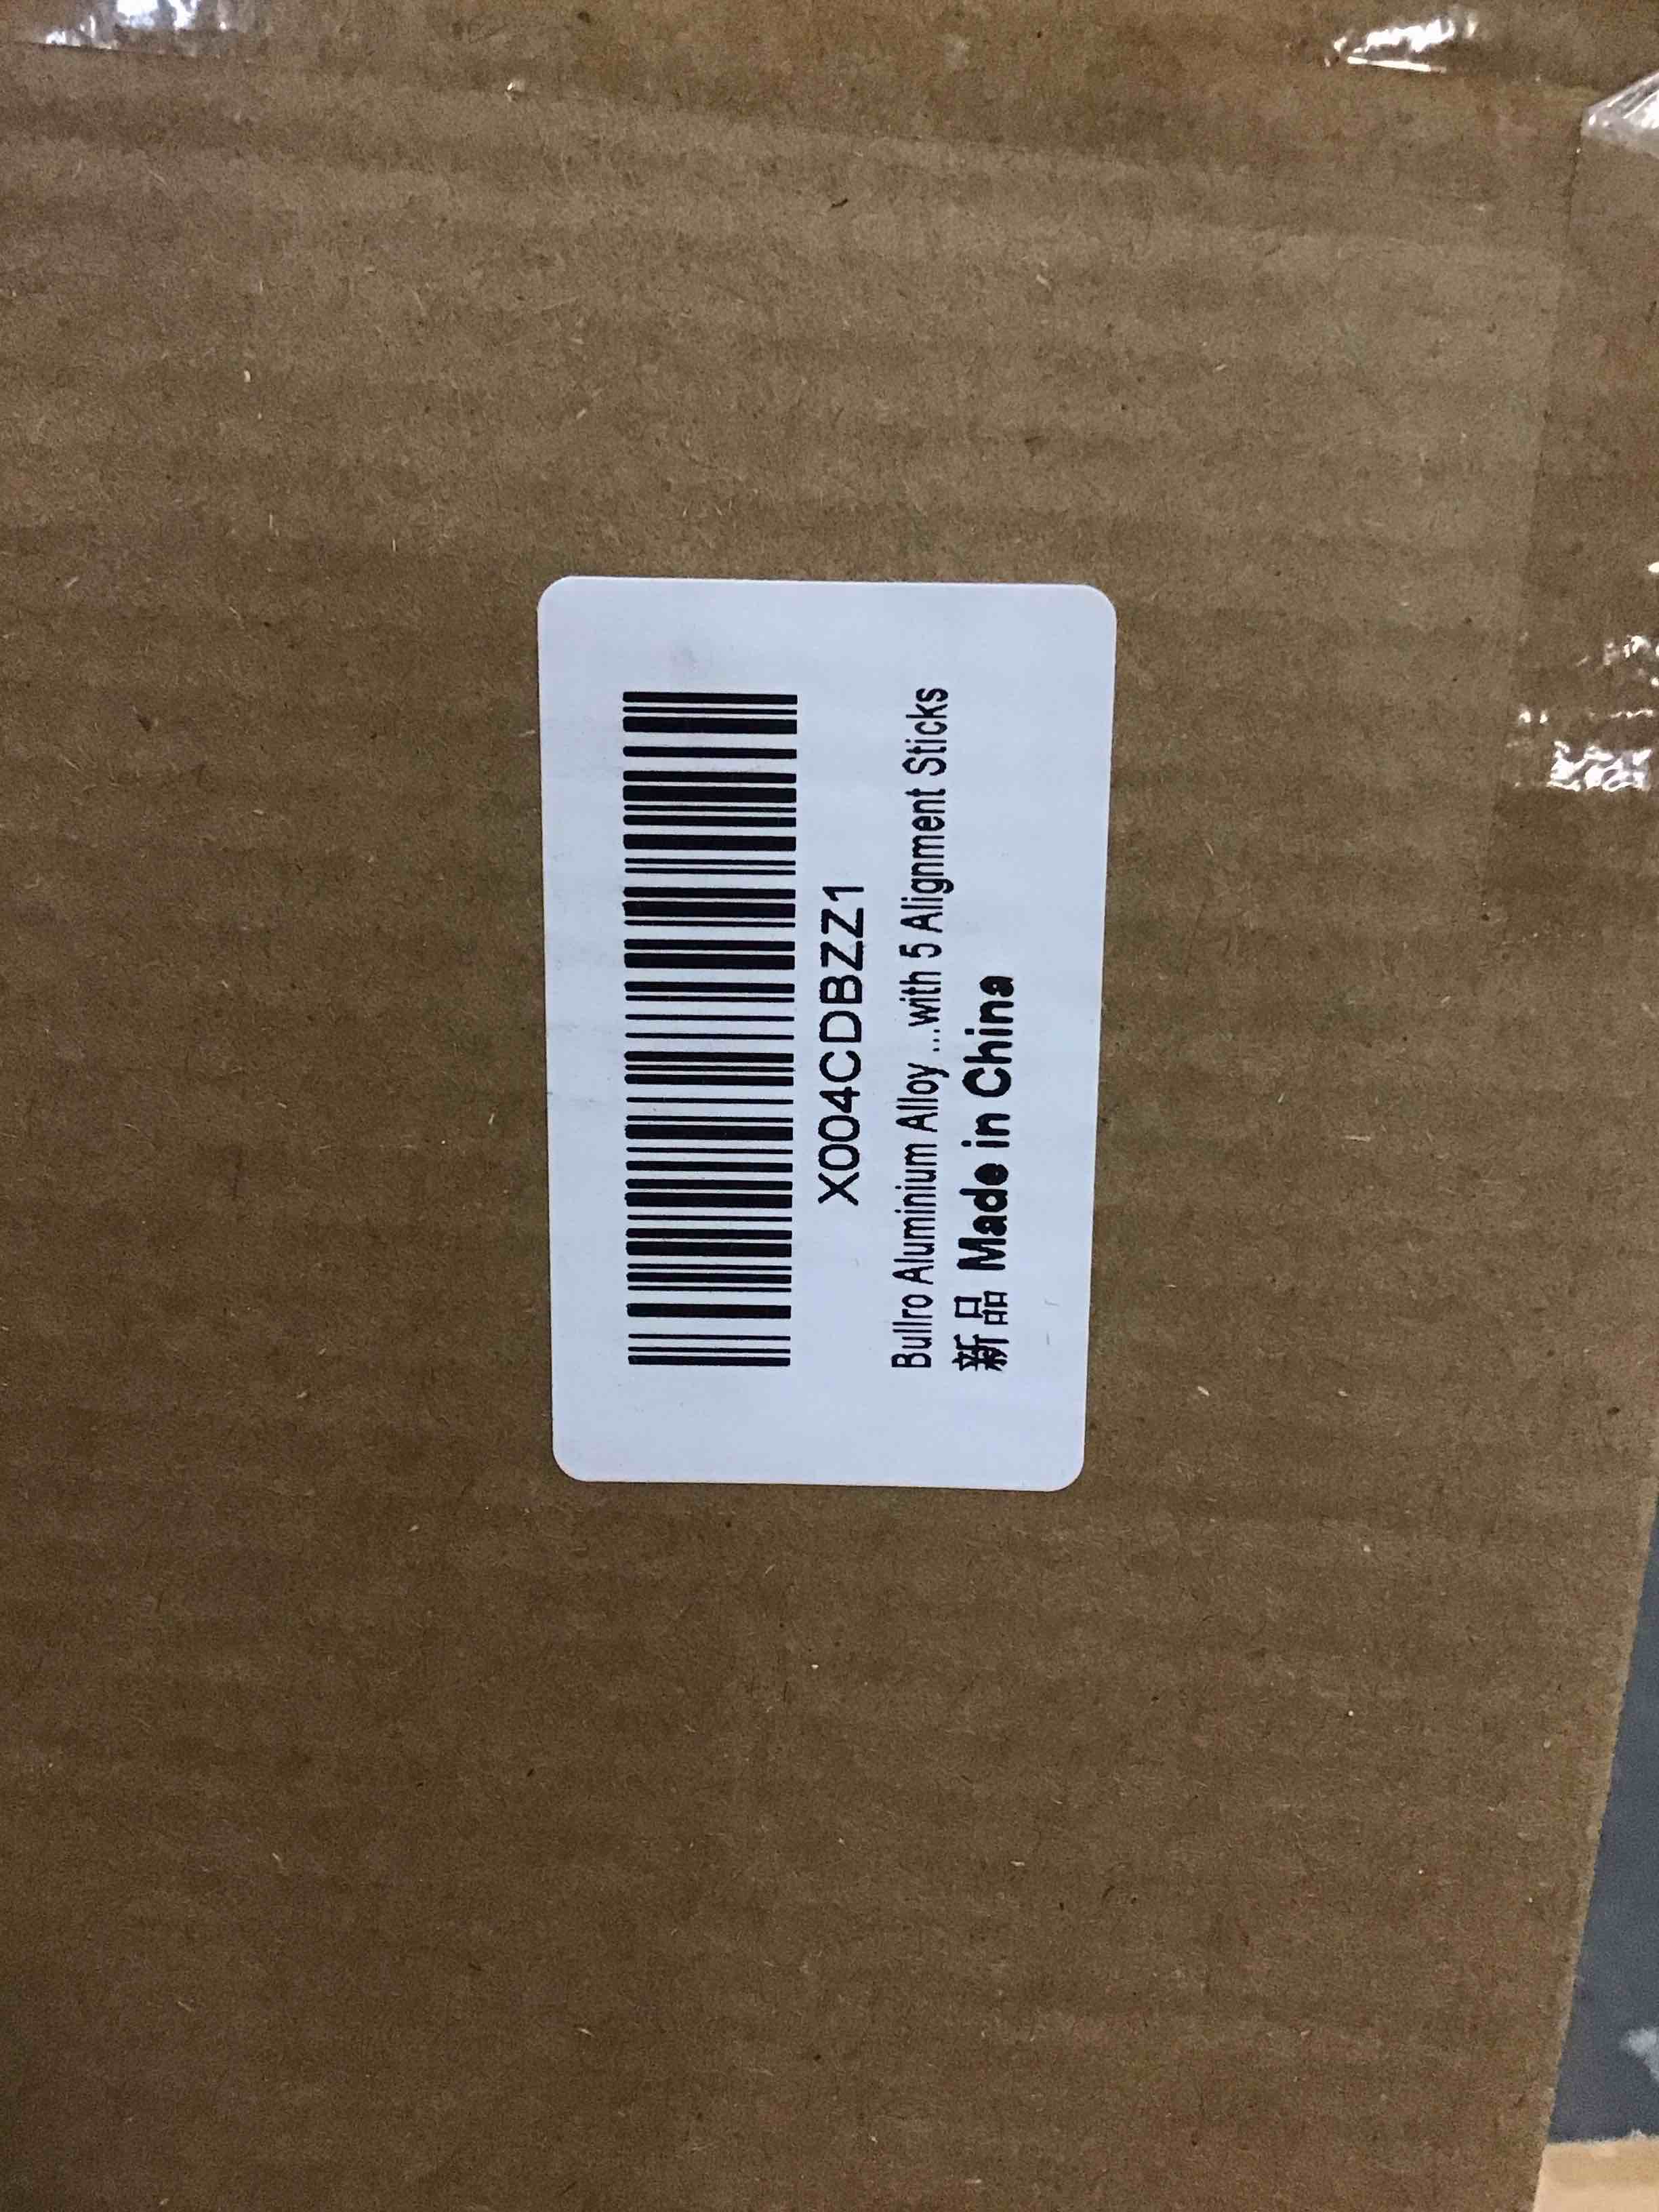 X004CDBZZ1
Bullro Aluminium Alloy ...with 5 Alignment Sticks
新品 Made in China